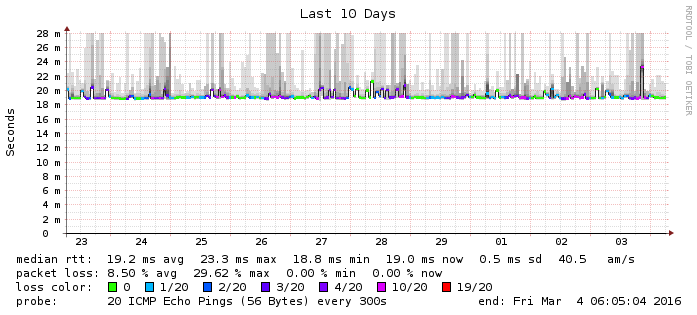 Last 10 Days
RRDTOOL / TOBI OETIKER
Seconds
28 m
26 m
24 m
22 m
20 m
18 m
16 m
14 m
12 m
10 m
8 m
6 m
4 m
2 m
0
23 24 25 26 27 28 29 01 02 03
median rtt: 19.2 ms avg 23.3 ms max 18.8 ms min 19.0 ms now 0.5 ms sd 40.5 am/s
packet loss: 8.50 % avg 29.62 % max 0.00 % min 0.00 % now
loss color: 0 1/20 2/20 3/20 4/20 10/20 19/20
probe: 20 ICMP Echo Pings (56 Bytes) every 300s end: Fri Mar 4 06:05:04 2016